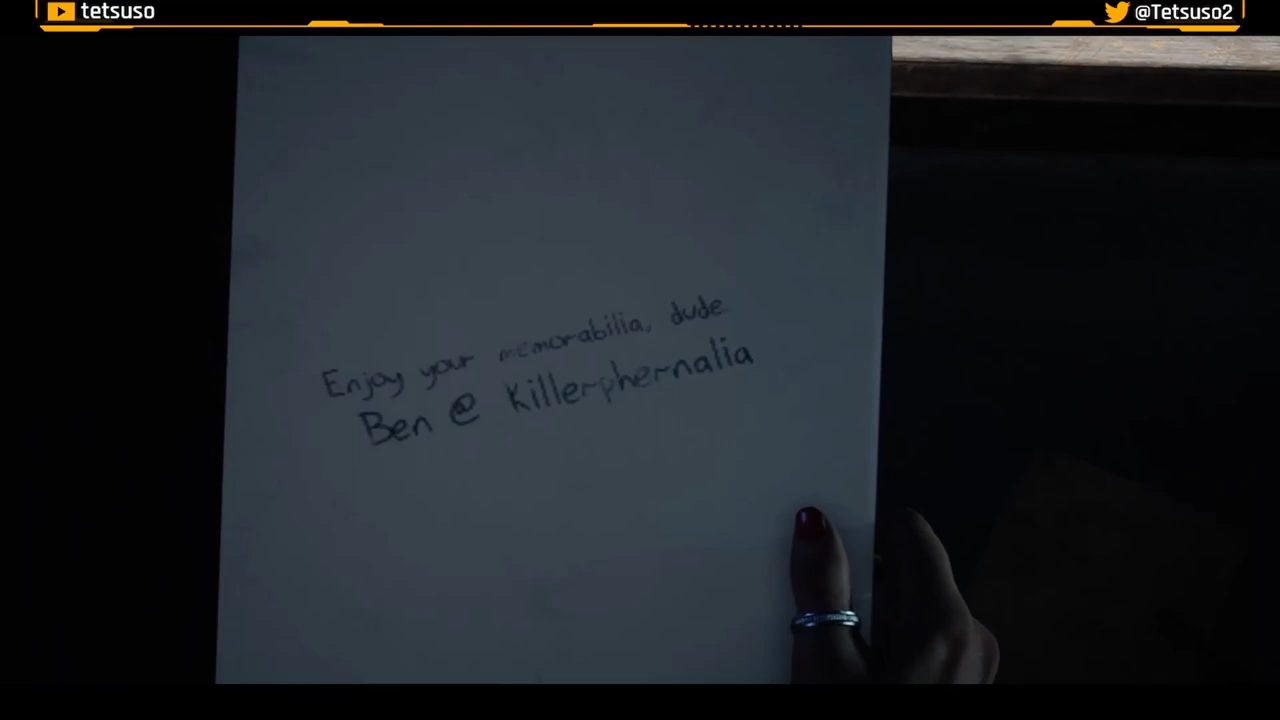 tetsuso
@Tetsuso2
Enjoy your memorabilia, dude
Ben @ Killerphernalia